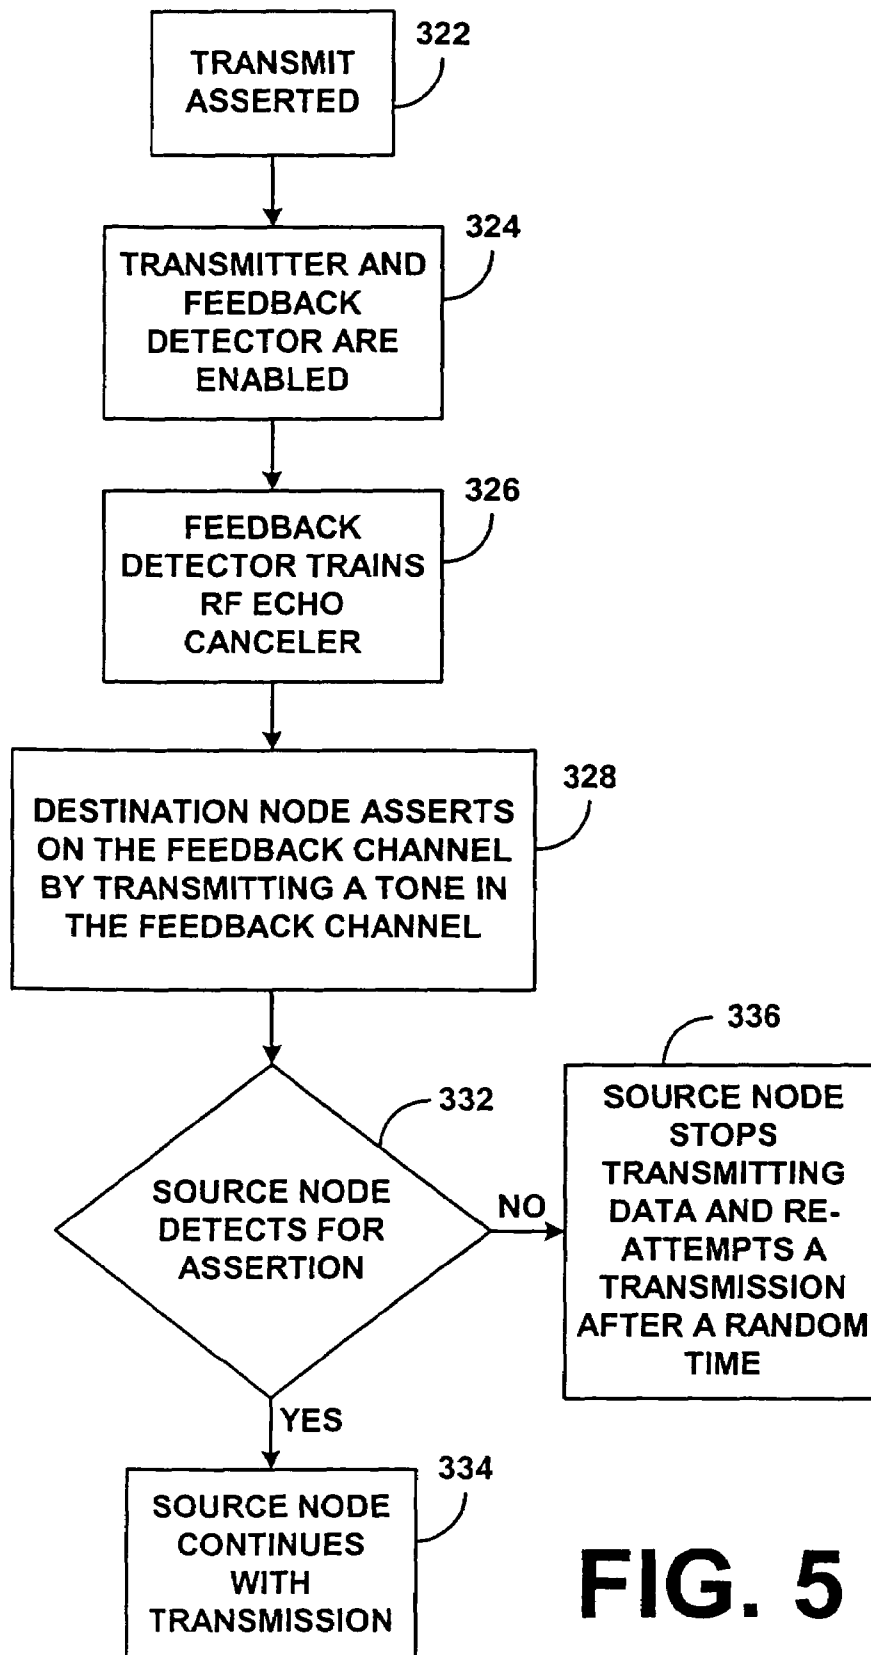 322
TRANSMIT
ASSERTED
324
TRANSMITTER AND
FEEDBACK
DETECTOR ARE
ENABLED
326
FEEDBACK
DETECTOR TRAINS
RF ECHO
CANCELER
328
DESTINATION NODE ASSERTS
ON THE FEEDBACK CHANNEL
BY TRANSMITTING A TONE IN
THE FEEDBACK CHANNEL
332
SOURCE NODE
DETECTS FOR
ASSERTION
NO
336
SOURCE NODE
STOPS
TRANSMITTING
DATA AND RE-
ATTEMPTS A
TRANSMISSION
AFTER A RANDOM
TIME
YES
334
SOURCE NODE
CONTINUES
WITH
TRANSMISSION
FIG. 5